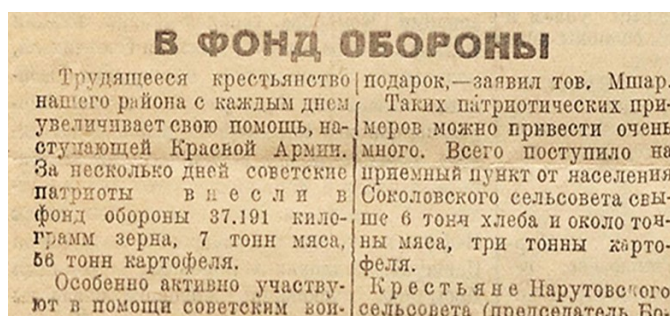 В ФОНД ОБОРОНЫ
Трудящееся крестьянство
нашего района с каждым днем
увеличивает свою помощь, на-
ступающей Красной Армии.
За несколько дней советские
патриоты внесли в
фонд обороны 37.191 кило-
грамм зерна, 7 тонн мяса,
56 тонн картофеля.
Особенно активно участву-
ют в помощи советским вои-
подарок,—заявил тов. Мшар.
Таких патриотических при-
меров можно привести очень
много. Всего поступило на
приемный пункт от населения
Соколовского сельсовета свы-
ше 6 тонн хлеба и около тон-
ны мяса, три тонны карто-
феля.
Крестьяне Нарутовского
сельсовета (председатель Бо-